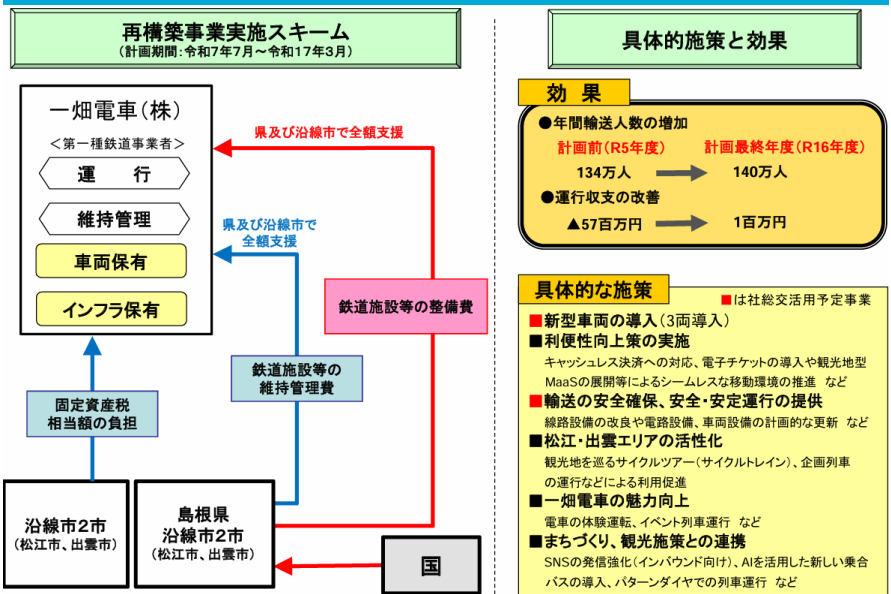 再構築事業実施スキーム
(計画期間:令和7年7月～令和17年3月)
一畑電車(株)
＜第一種鉄道事業者＞
運　行
維持管理
車両保有
インフラ保有
県及び沿線市で全額支援
県及び沿線市で
全額支援
鉄道施設等の整備費
鉄道施設等の
維持管理費
固定資産税
相当額の負担
沿線市2市
(松江市、出雲市)
島根県
沿線市2市
(松江市、出雲市)
国
具体的施策と効果
効　果
●年間輸送人数の増加
計画前(R5年度)　計画最終年度(R16年度)
134万人　140万人
●運行収支の改善
▲57百万円　1百万円
具体的な施策
■は社総交活用予定事業
■新型車両の導入(3両導入)
■利便性向上策の実施
キャッシュレス決済への対応、電子チケットの導入や観光地型
MaaSの展開等によるシームレスな移動環境の推進 など
■輸送の安全確保、安全・安定運行の提供
線路設備の改良や電路設備、車両設備の計画的な更新 など
■松江・出雲エリアの活性化
観光地を巡るサイクルツアー(サイクルトレイン)、企画列車
の運行などによる利用促進
■一畑電車の魅力向上
電車の体験運転、イベント列車運行 など
■まちづくり、観光施策との連携
SNSの発信強化(インバウンド向け)、AIを活用した新しい乗合
バスの導入、パターンダイヤでの列車運行 など